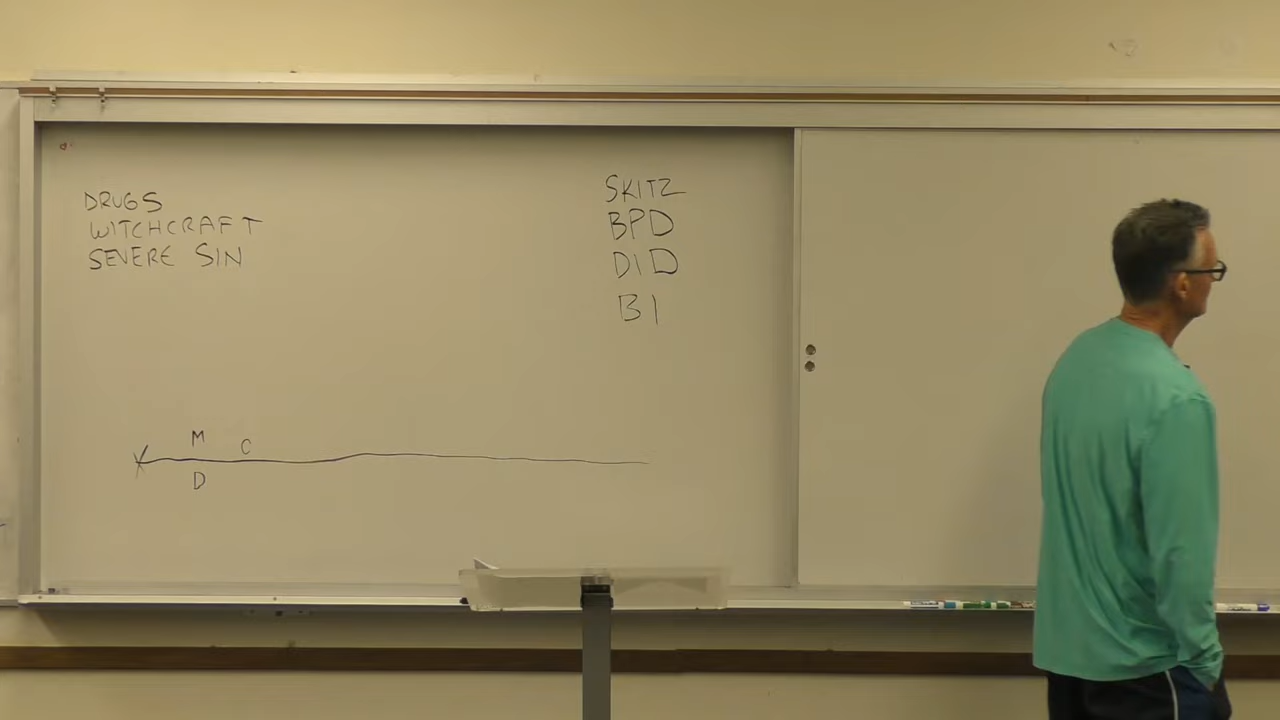 DRUGS
WITCHCRAFT
SEVERE SIN
SKITZ
BPD
DID
BI
M
C
D